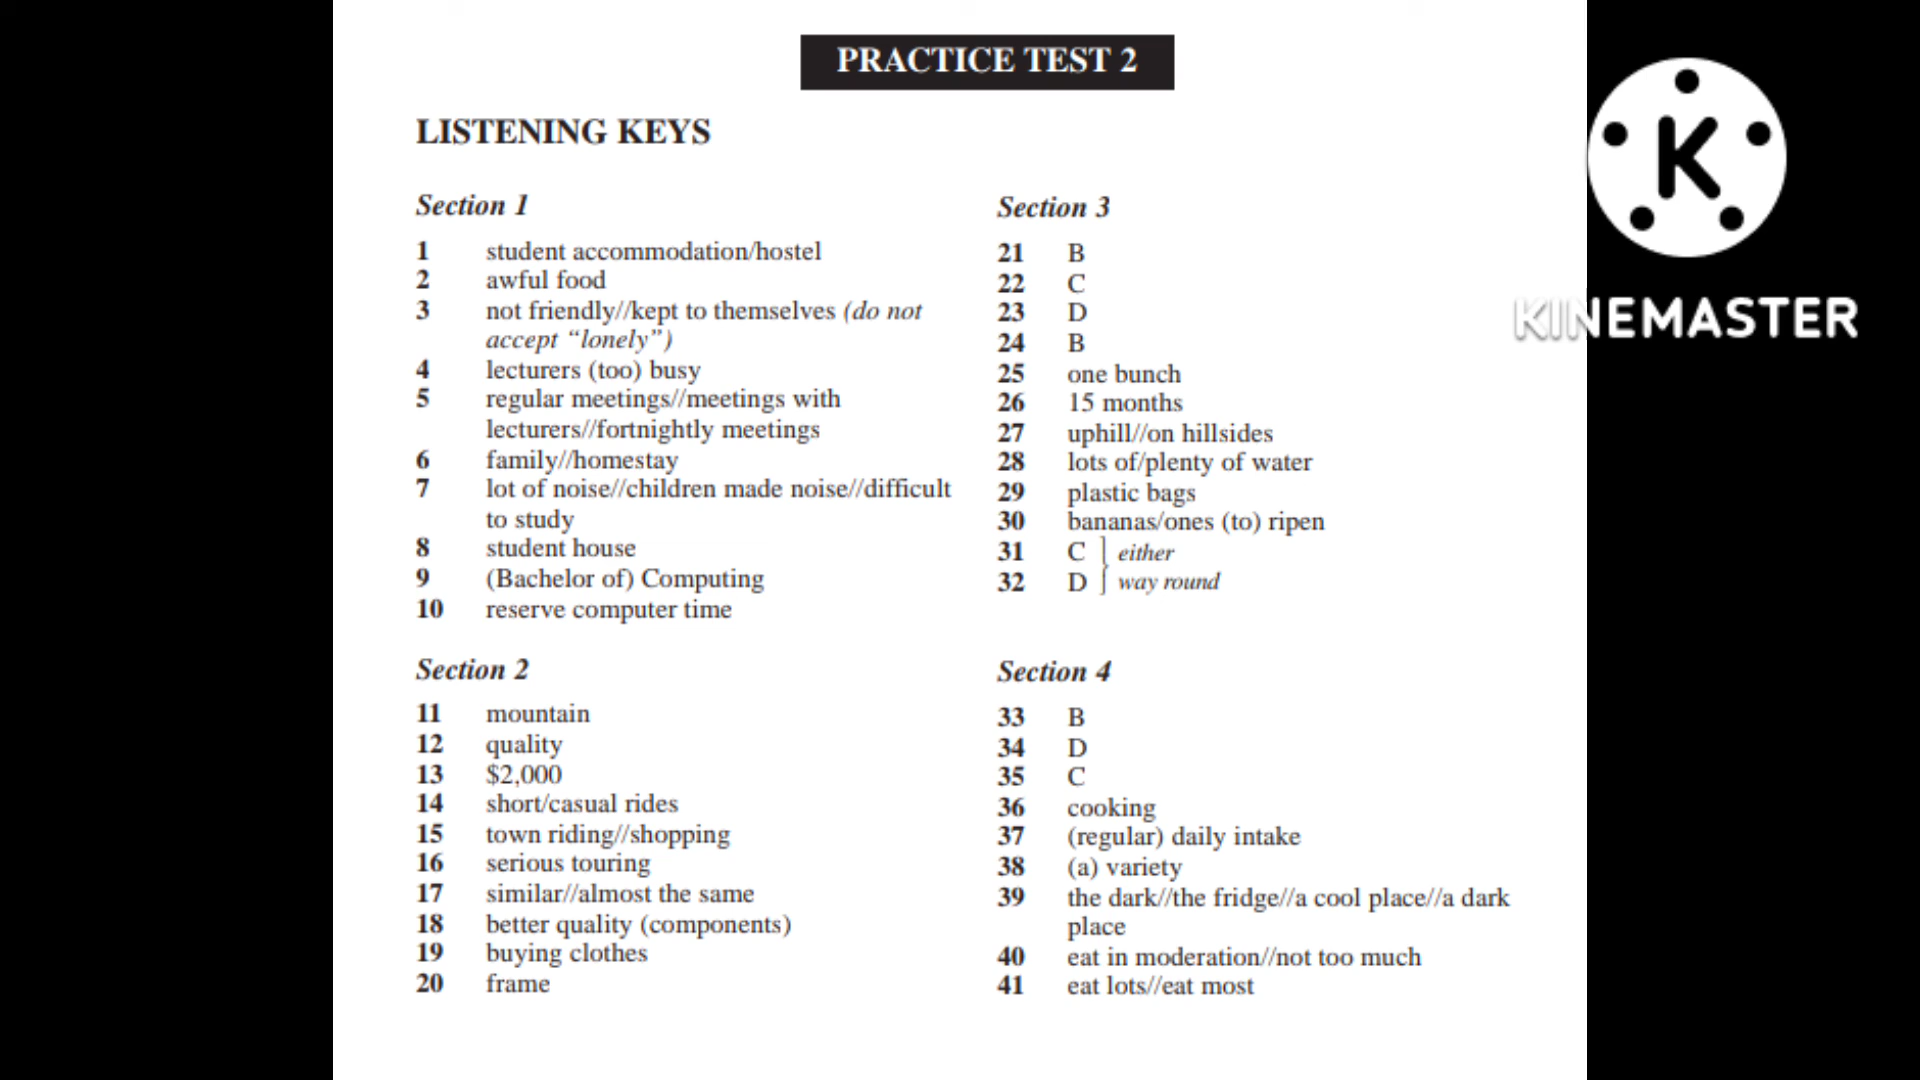 PRACTICE TEST 2
LISTENING KEYS
Section 1
1 student accommodation/hostel
2 awful food
3 not friendly//kept to themselves (do not
accept “lonely”)
4 lecturers (too) busy
5 regular meetings//meetings with
lecturers//fortnightly meetings
6 family//homestay
7 lot of noise//children made noise//difficult
to study
8 student house
9 (Bachelor of) Computing
10 reserve computer time
Section 2
11 mountain
12 quality
13 $2,000
14 short/casual rides
15 town riding//shopping
16 serious touring
17 similar//almost the same
18 better quality (components)
19 buying clothes
20 frame
Section 3
21 B
22 C
23 D
24 B
25 one bunch
26 15 months
27 uphill//on hillsides
28 lots of/plenty of water
29 plastic bags
30 bananas/ones (to) ripen
31 C either
32 D way round
Section 4
33 B
34 D
35 C
36 cooking
37 (regular) daily intake
38 (a) variety
39 the dark//the fridge//a cool place//a dark
place
40 eat in moderation//not too much
41 eat lots//eat most
K
KINEMASTER